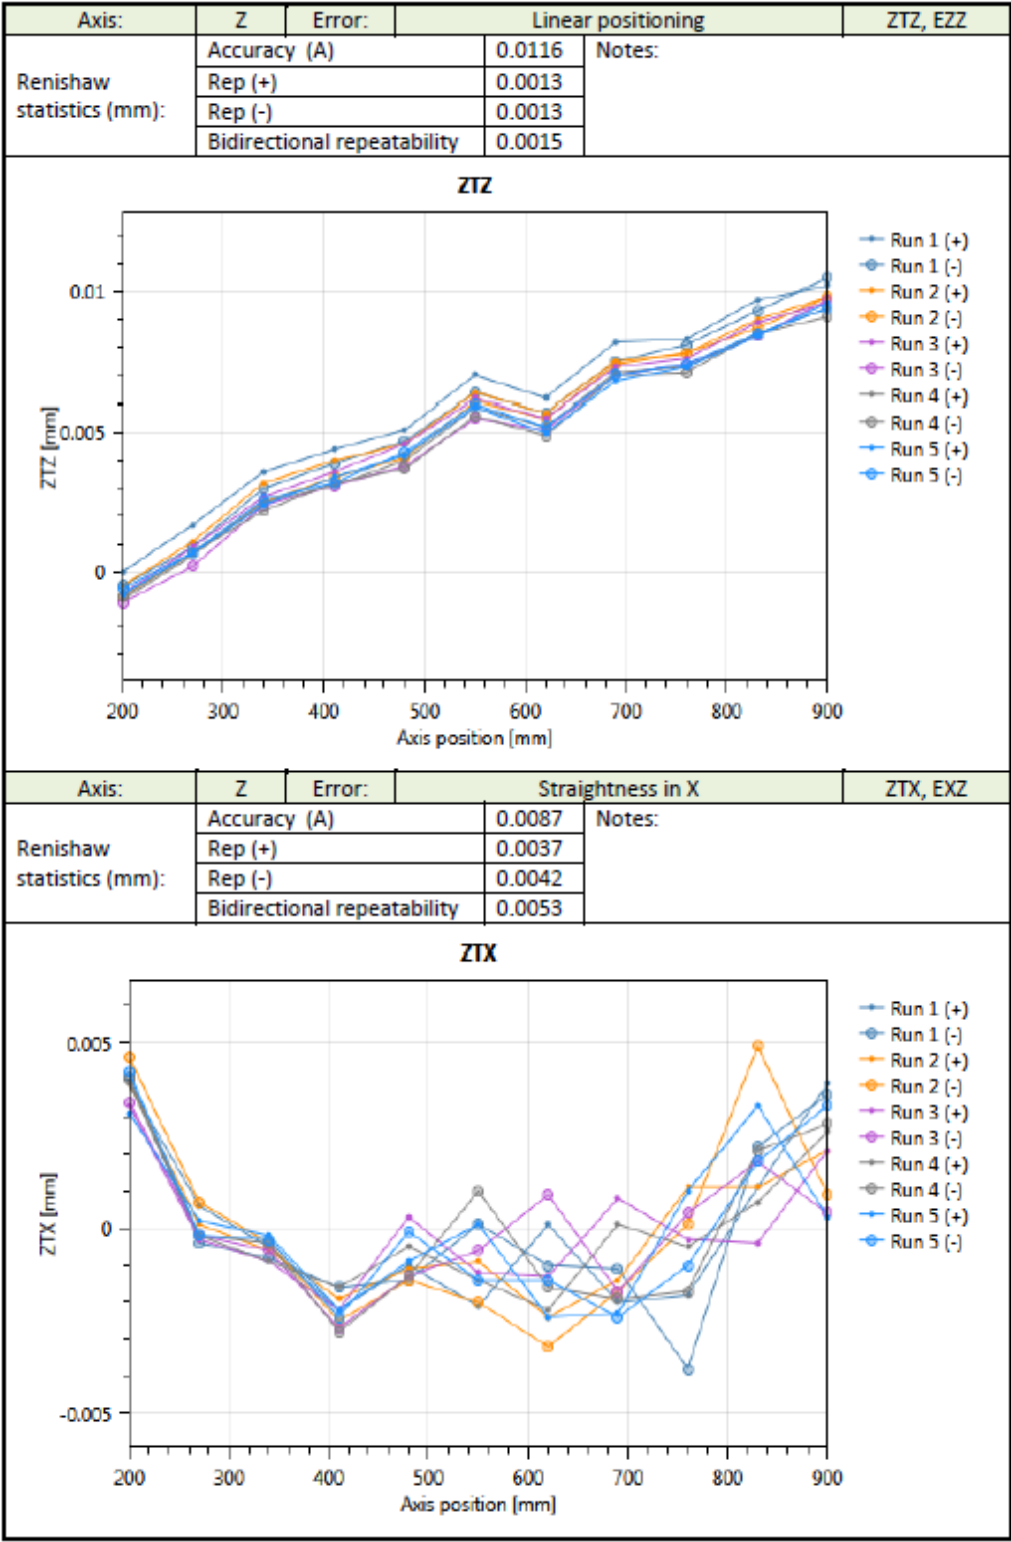 Axis: Z Error: Linear positioning ZTZ, EZZ
Renishaw statistics (mm): Accuracy (A) 0.0116 Notes:
Rep (+) 0.0013
Rep (-) 0.0013
Bidirectional repeatability 0.0015
ZTZ
0.01
0.005
0
ZTZ [mm]
200 300 400 500 600 700 800 900
Axis position [mm]
Run 1 (+)
Run 1 (-)
Run 2 (+)
Run 2 (-)
Run 3 (+)
Run 3 (-)
Run 4 (+)
Run 4 (-)
Run 5 (+)
Run 5 (-)
Axis: Z Error: Straightness in X ZTX, EXZ
Renishaw statistics (mm): Accuracy (A) 0.0087 Notes:
Rep (+) 0.0037
Rep (-) 0.0042
Bidirectional repeatability 0.0053
ZTX
0.005
0
-0.005
ZTX [mm]
200 300 400 500 600 700 800 900
Axis position [mm]
Run 1 (+)
Run 1 (-)
Run 2 (+)
Run 2 (-)
Run 3 (+)
Run 3 (-)
Run 4 (+)
Run 4 (-)
Run 5 (+)
Run 5 (-)